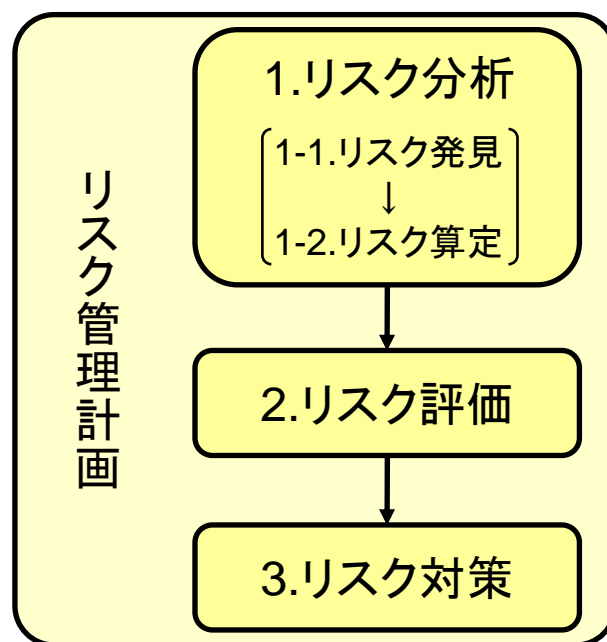 リスク管理計画
1.リスク分析
1-1.リスク発見
↓
1-2.リスク算定
2.リスク評価
3.リスク対策